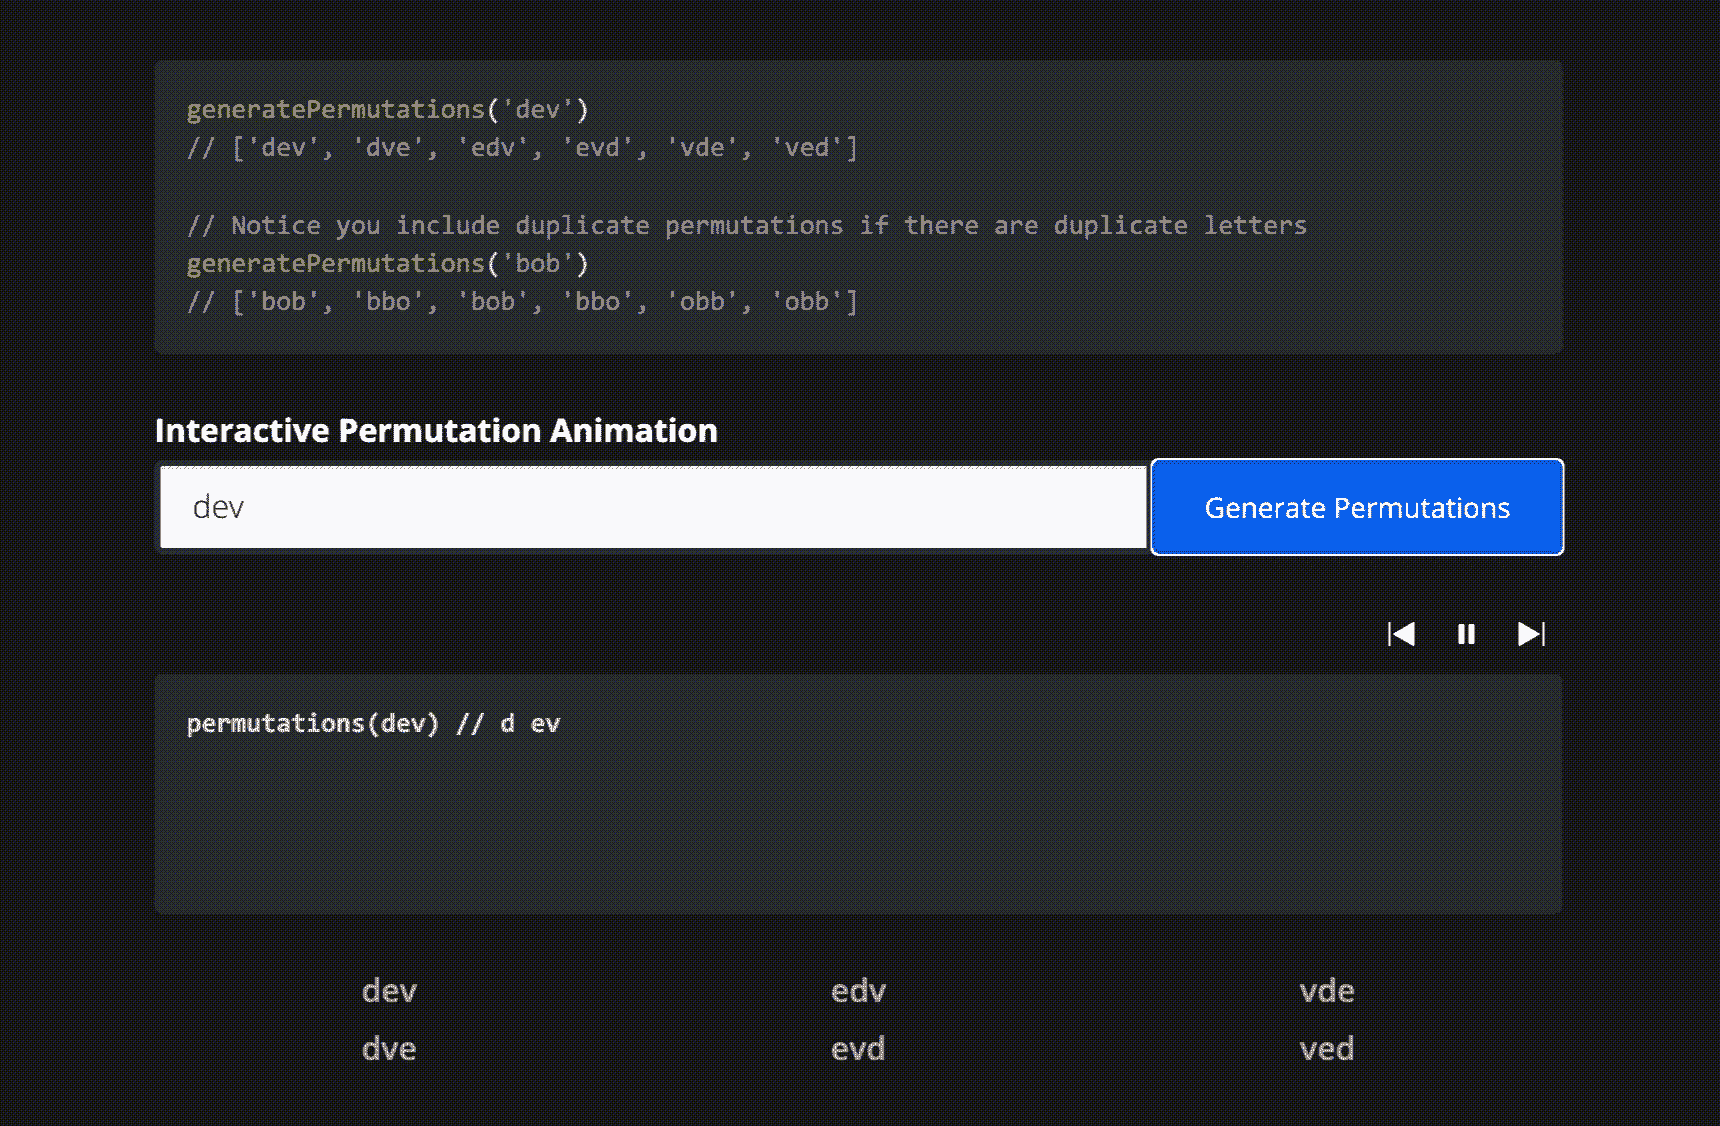 generatePermutations('dev')
// ['dev', 'dve', 'edv', 'evd', 'vde', 'ved']
// Notice you include duplicate permutations if there are duplicate letters
generatePermutations('bob')
// ['bob', 'bbo', 'bob', 'bbo', 'obb', 'obb']
Interactive Permutation Animation
dev
Generate Permutations
permutations(dev) // d ev
dev edv vde
dve evd ved